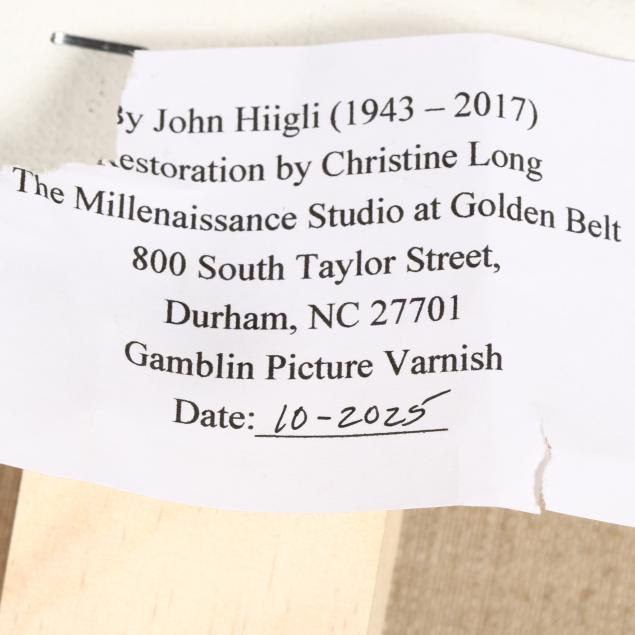 By John Hiigli (1943 – 2017)
Restoration by Christine Long
The Millenaissance Studio at Golden Belt
800 South Taylor Street,
Durham, NC 27701
Gamblin Picture Varnish
Date: 10-2025